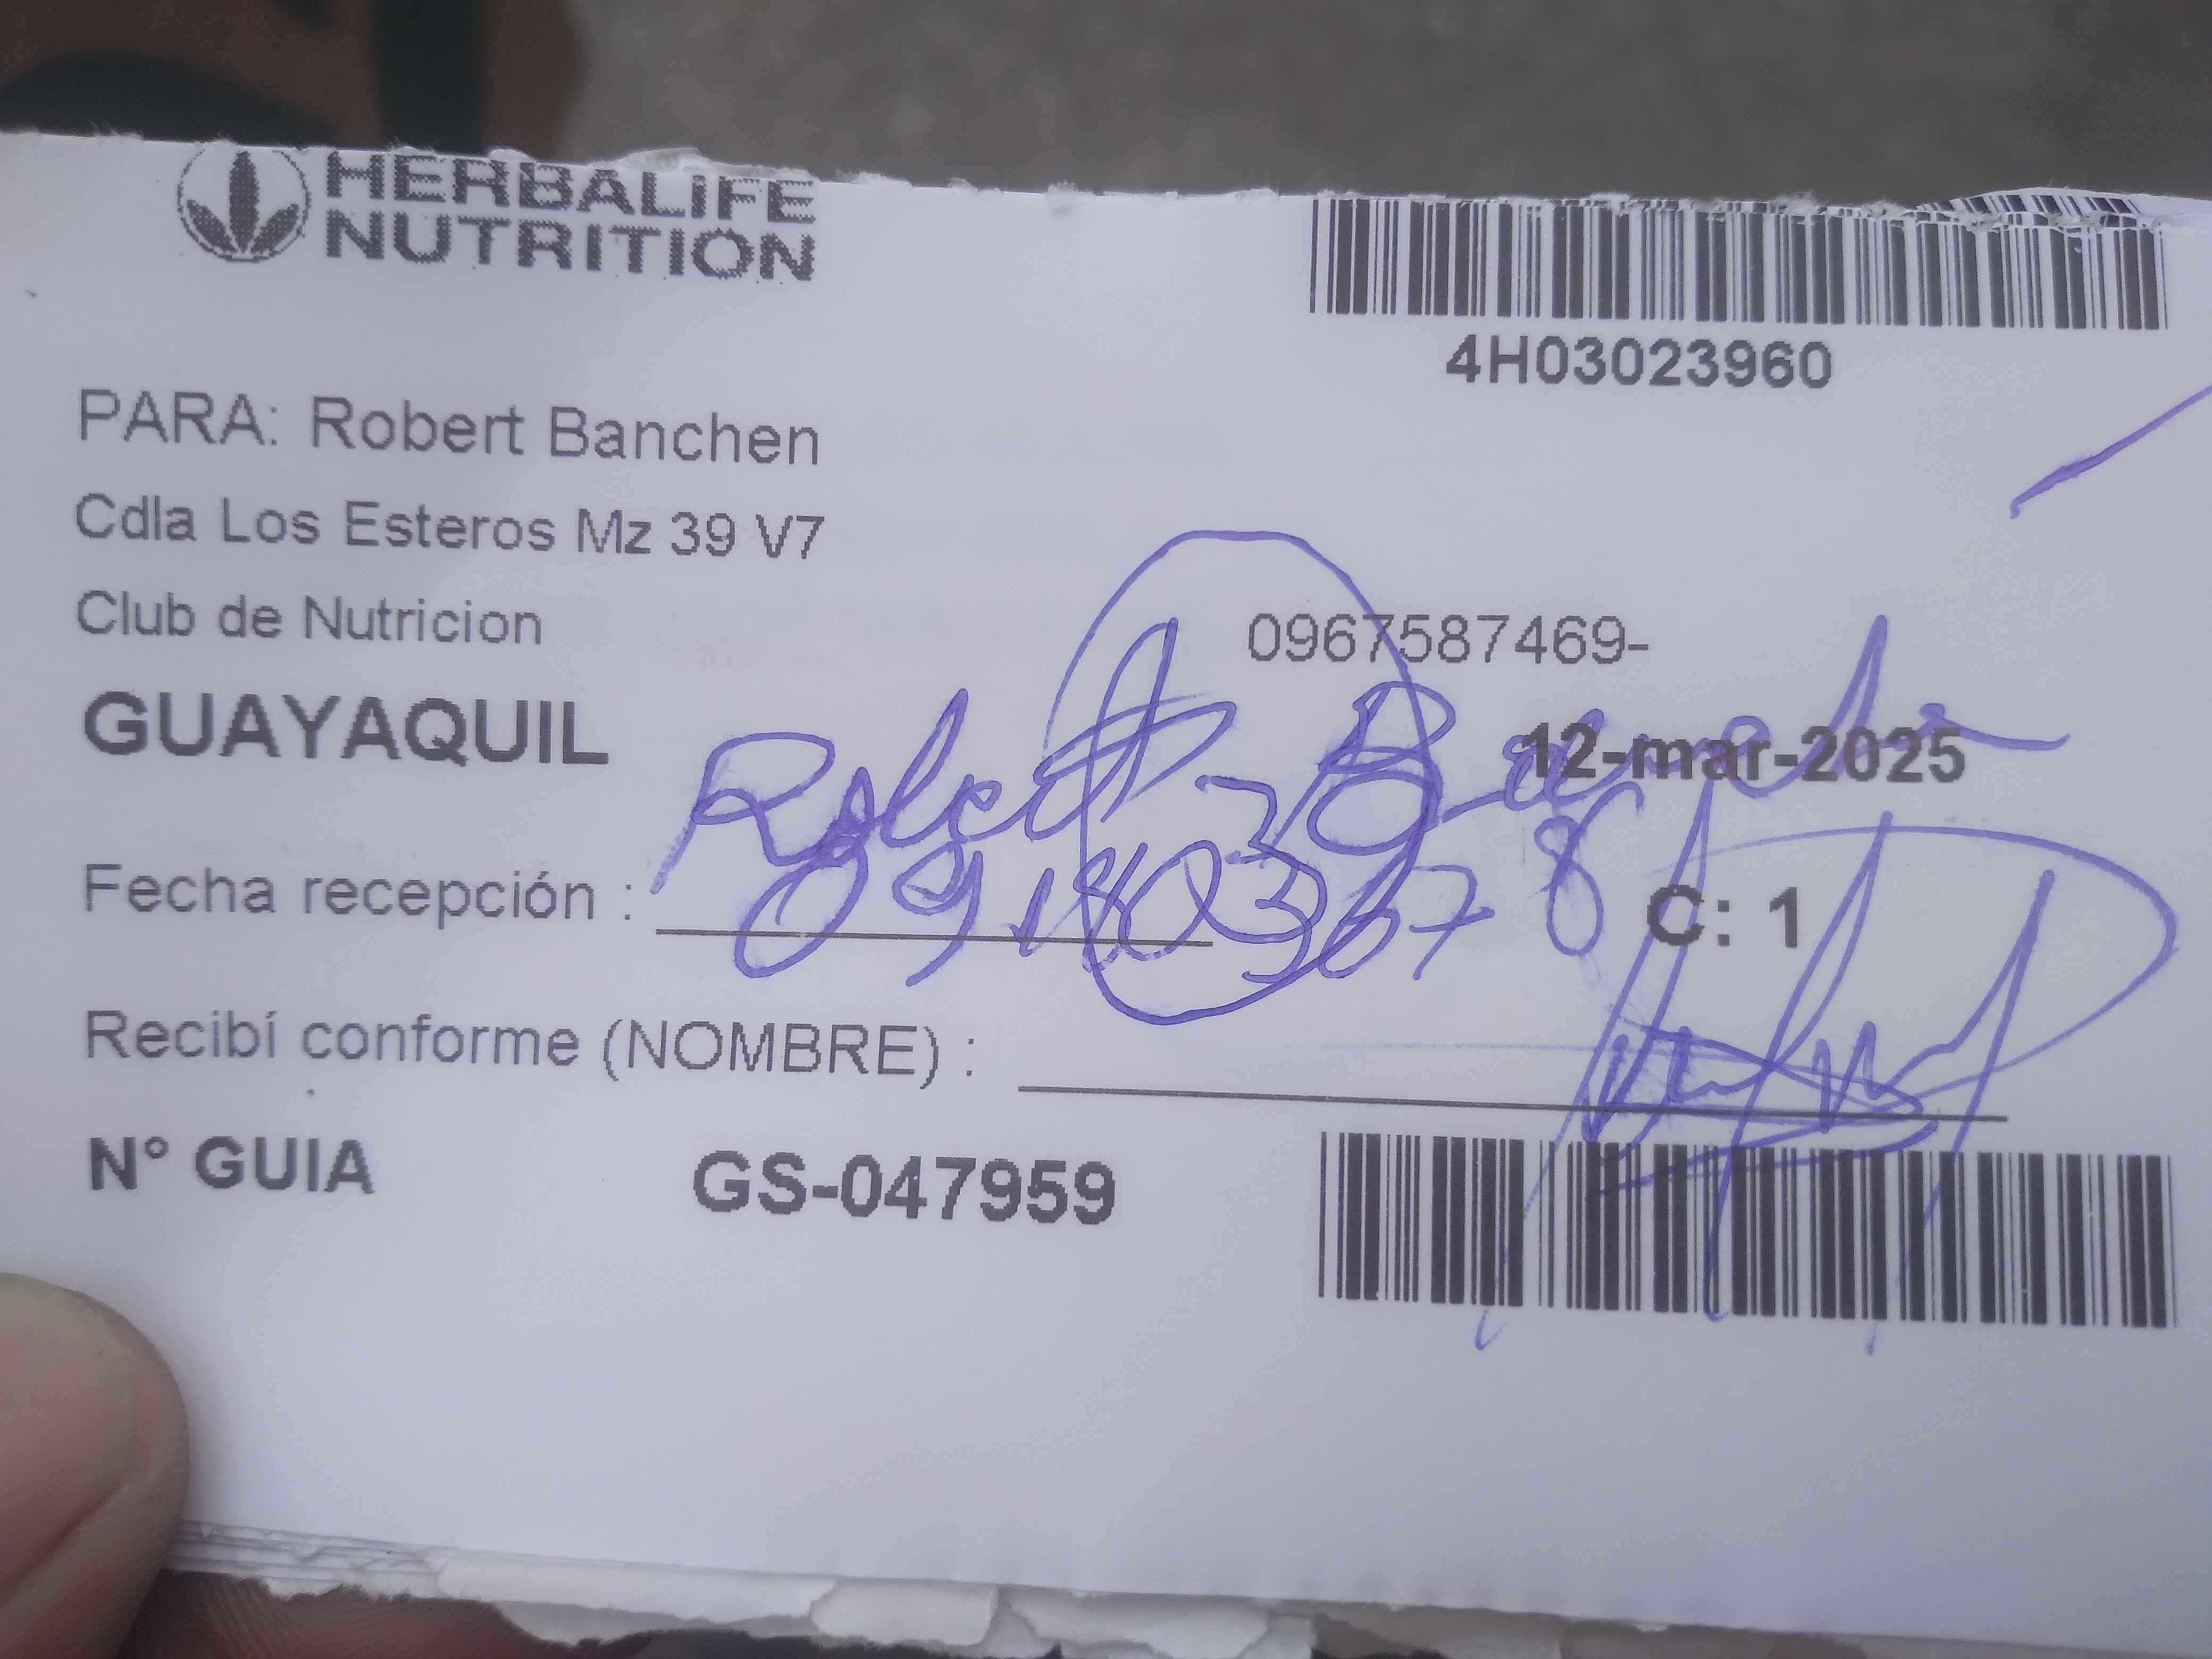 HERBALIFE
NUTRITION
4H03023960
PARA: Robert Banchen
Cdla Los Esteros Mz 39 V7
Club de Nutricion
0967587469-
GUAYAQUIL
12-mar-2025
Robert
Fecha recepción :
C: 1
Recibí conforme (NOMBRE) :
N° GUIA GS-047959